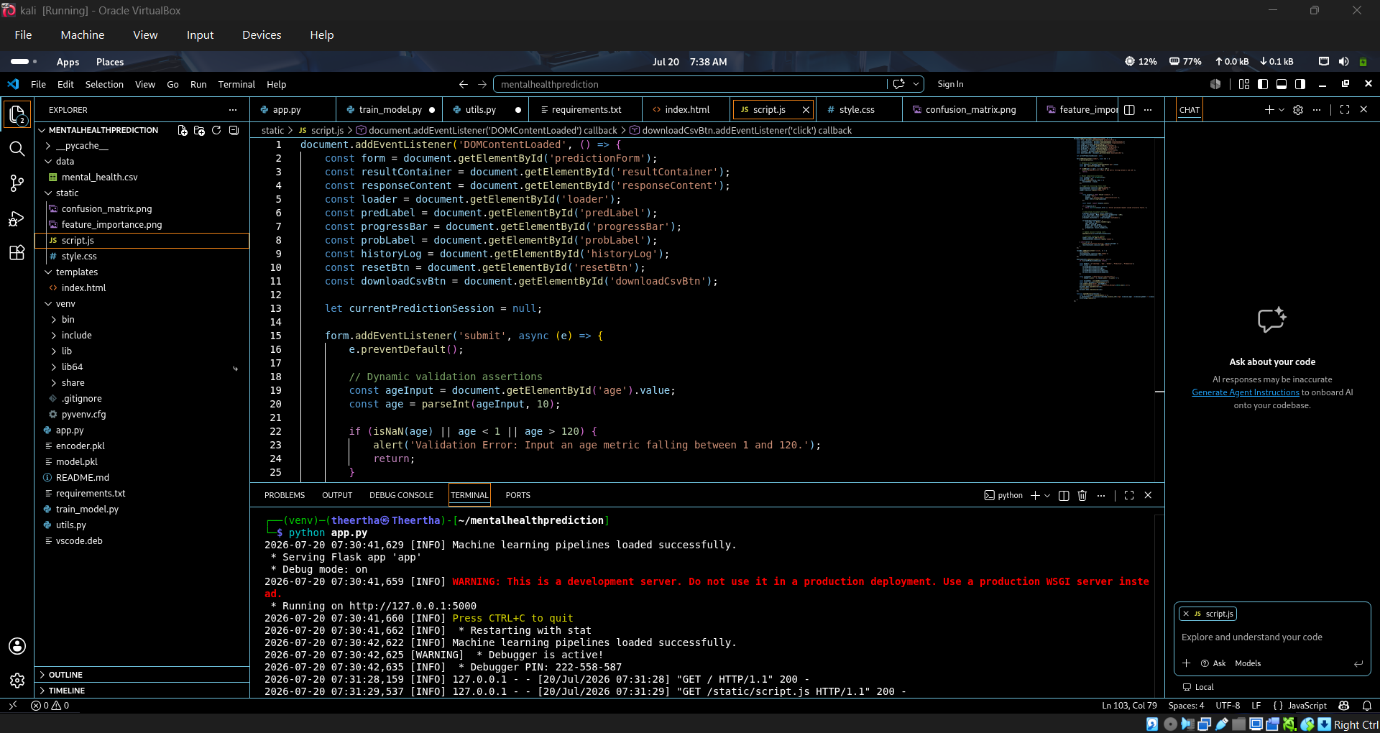 kali [Running] - Oracle VirtualBox
File Machine View Input Devices Help
Apps Places Jul 20 7:38 AM 12% 77% 0.0 kB 0.1 kB
File Edit Selection View Go Run Terminal Help mentalhealthprediction Sign In
EXPLORER
MENTALHEALTHPREDICTION
__pycache__
data
mental_health.csv
static
confusion_matrix.png
feature_importance.png
JS script.js
# style.css
templates
<> index.html
venv
bin
include
lib
lib64
share
.gitignore
pyvenv.cfg
app.py
encoder.pkl
model.pkl
README.md
requirements.txt
train_model.py
utils.py
vscode.deb
OUTLINE
TIMELINE
2
app.py train_model.py utils.py requirements.txt <> index.html JS script.js # style.css confusion_matrix.png feature_impor
static > JS script.js > document.addEventListener('DOMContentLoaded') callback > downloadCsvBtn.addEventListener('click') callback
1 document.addEventListener('DOMContentLoaded', () => {
2 const form = document.getElementById('predictionForm');
3 const resultContainer = document.getElementById('resultContainer');
4 const responseContent = document.getElementById('responseContent');
5 const loader = document.getElementById('loader');
6 const predLabel = document.getElementById('predLabel');
7 const progressBar = document.getElementById('progressBar');
8 const probLabel = document.getElementById('probLabel');
9 const historyLog = document.getElementById('historyLog');
10 const resetBtn = document.getElementById('resetBtn');
11 const downloadCsvBtn = document.getElementById('downloadCsvBtn');
12
13 let currentPredictionSession = null;
14
15 form.addEventListener('submit', async (e) => {
16 e.preventDefault();
17
18 // Dynamic validation assertions
19 const ageInput = document.getElementById('age').value;
20 const age = parseInt(ageInput, 10);
21
22 if (isNaN(age) || age < 1 || age > 120) {
23 alert('Validation Error: Input an age metric falling between 1 and 120.');
24 return;
25 }
PROBLEMS OUTPUT DEBUG CONSOLE TERMINAL PORTS python
(venv)-(theertha㉿Theertha)-[~/mentalhealthprediction]
$ python app.py
2026-07-20 07:30:41,629 [INFO] Machine learning pipelines loaded successfully.
* Serving Flask app 'app'
* Debug mode: on
2026-07-20 07:30:41,659 [INFO] WARNING: This is a development server. Do not use it in a production deployment. Use a production WSGI server inste
ad.
* Running on http://127.0.0.1:5000
2026-07-20 07:30:41,660 [INFO] Press CTRL+C to quit
2026-07-20 07:30:41,662 [INFO] * Restarting with stat
2026-07-20 07:30:42,622 [INFO] Machine learning pipelines loaded successfully.
2026-07-20 07:30:42,625 [WARNING] * Debugger is active!
2026-07-20 07:30:42,635 [INFO] * Debugger PIN: 222-558-587
2026-07-20 07:31:28,159 [INFO] 127.0.0.1 - - [20/Jul/2026 07:31:28] "GET / HTTP/1.1" 200 -
2026-07-20 07:31:29,537 [INFO] 127.0.0.1 - - [20/Jul/2026 07:31:29] "GET /static/script.js HTTP/1.1" 200 -
CHAT
Ask about your code
AI responses may be inaccurate
Generate Agent Instructions to onboard AI
onto your codebase.
JS script.js
Explore and understand your code
Ask Models
Local
0 0 Ln 103, Col 79 Spaces: 4 UTF-8 LF { } JavaScript
Right Ctrl